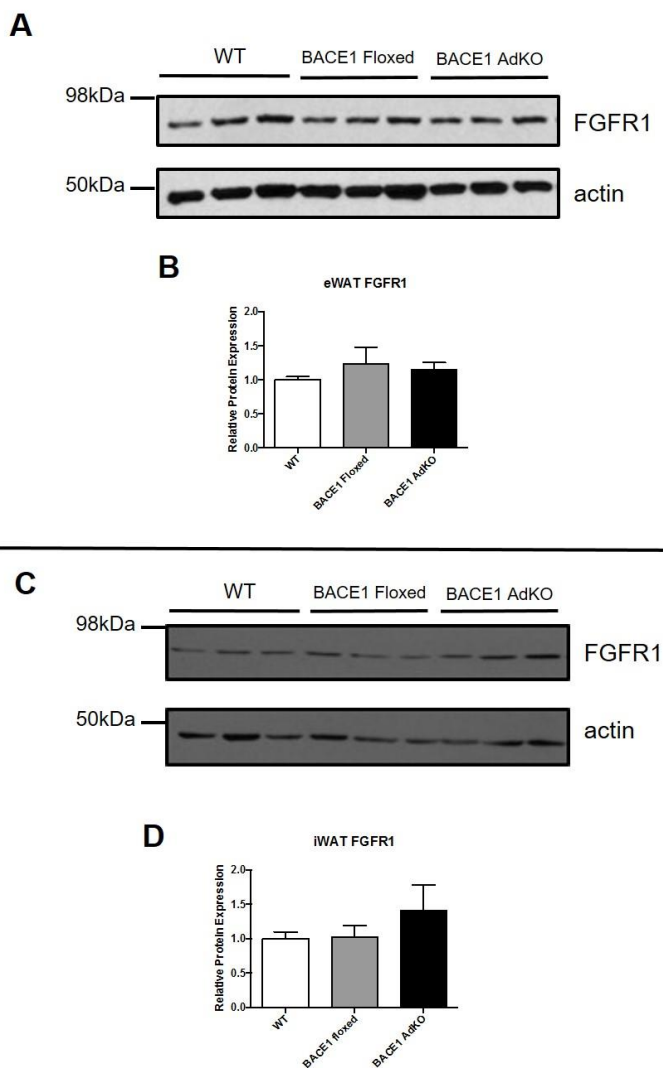 A
WT BACE1 Floxed BACE1 AdKO
98kDa
FGFR1
50kDa
actin
B
eWAT FGFR1
Relative Protein Expression
2.0
1.5
1.0
0.5
0.0
WT
BACE1 Floxed
BACE1 AdKO
C
WT BACE1 Floxed BACE1 AdKO
98kDa
FGFR1
50kDa
actin
D
iWAT FGFR1
Relative Protein Expression
2.0
1.5
1.0
0.5
0.0
WT
BACE1 floxed
BACE1 AdKO